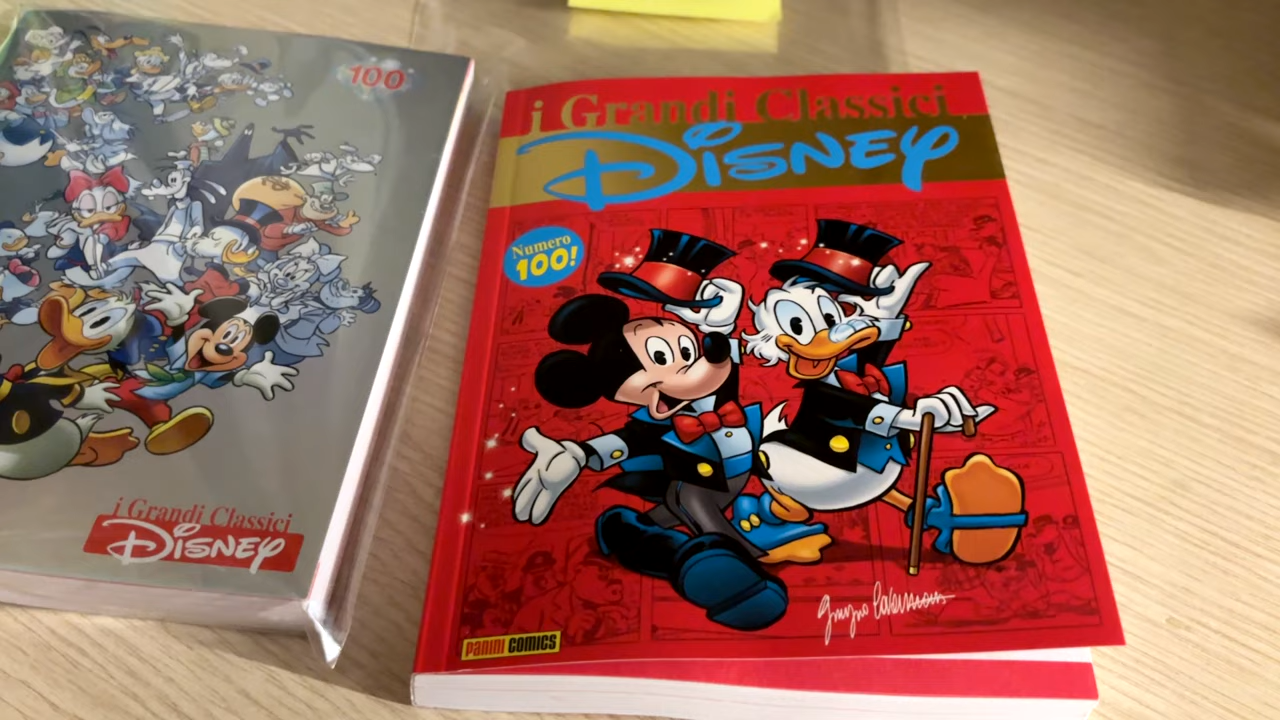 100
i Grandi Classici
DISNEY
i Grandi Classici
DISNEY
Numero
100!
PANINI COMICS